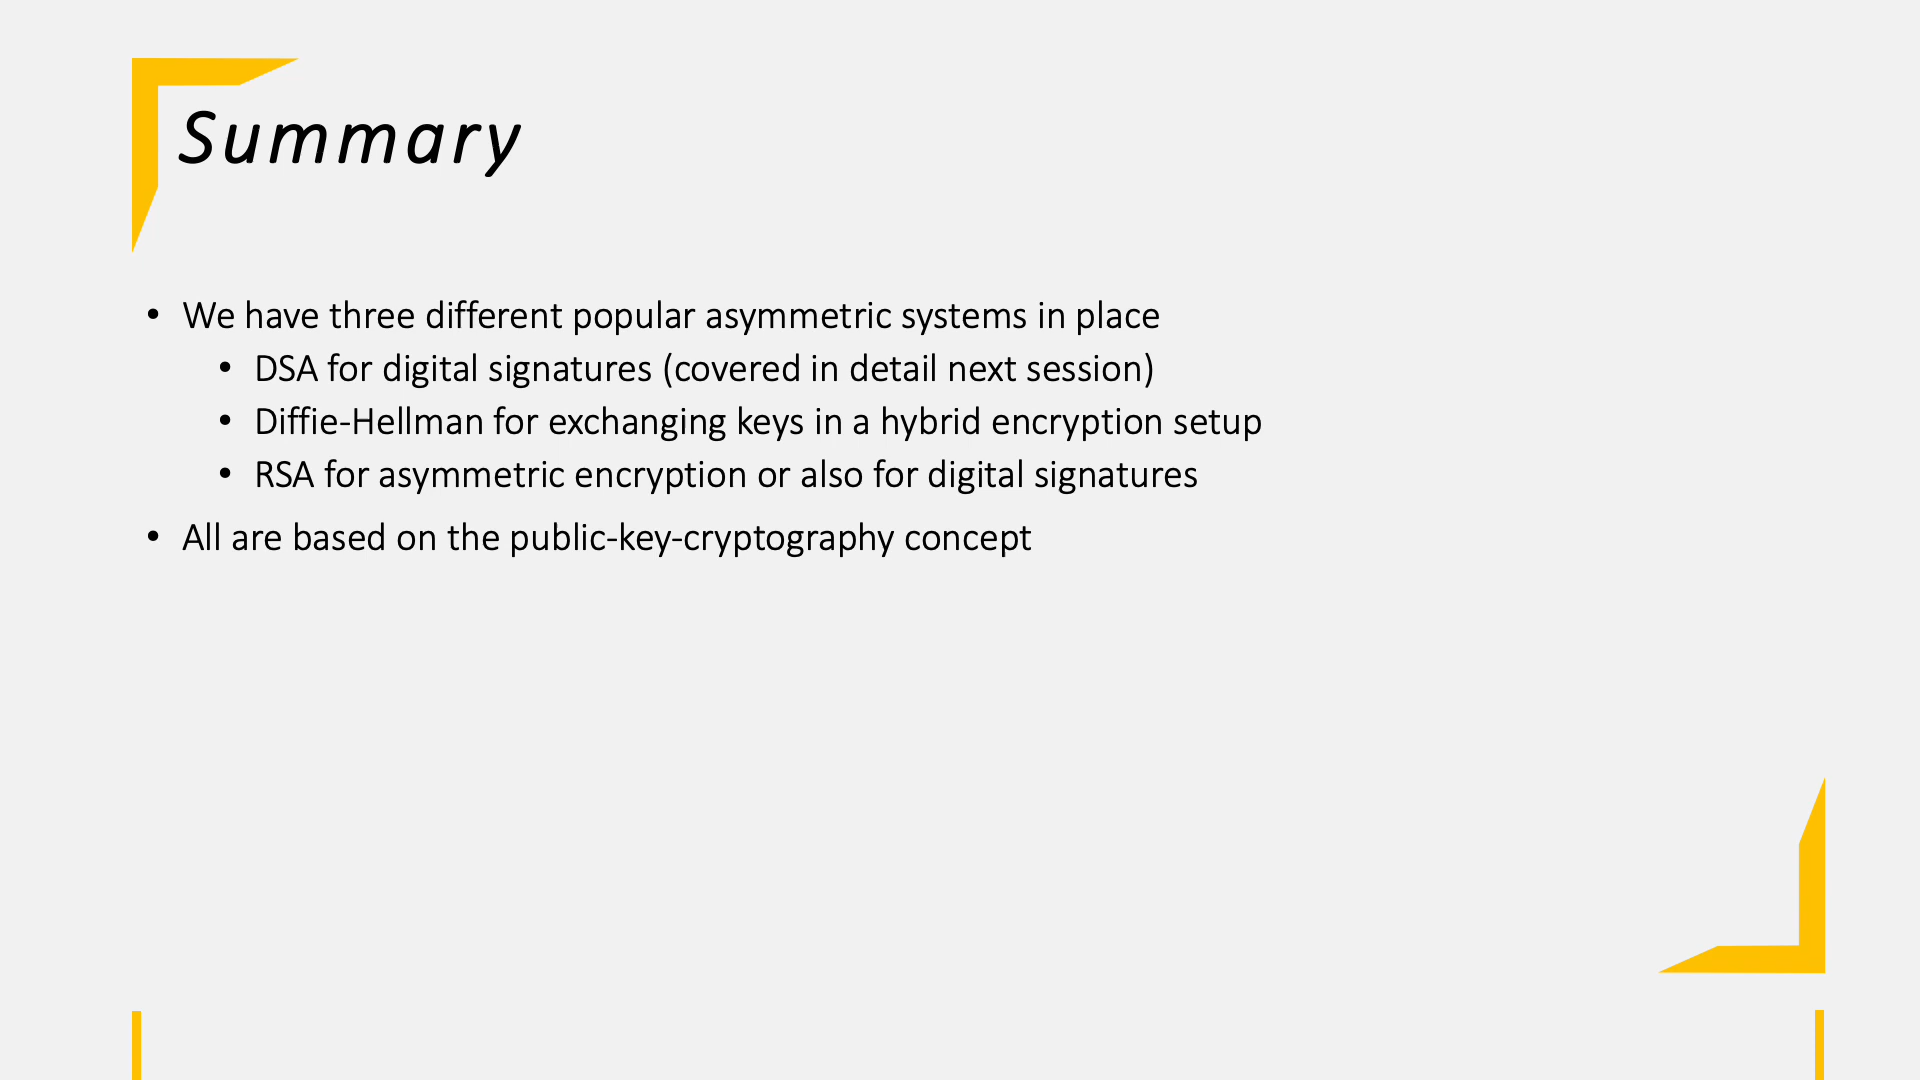 Summary
• We have three different popular asymmetric systems in place
• DSA for digital signatures (covered in detail next session)
• Diffie-Hellman for exchanging keys in a hybrid encryption setup
• RSA for asymmetric encryption or also for digital signatures
• All are based on the public-key-cryptography concept